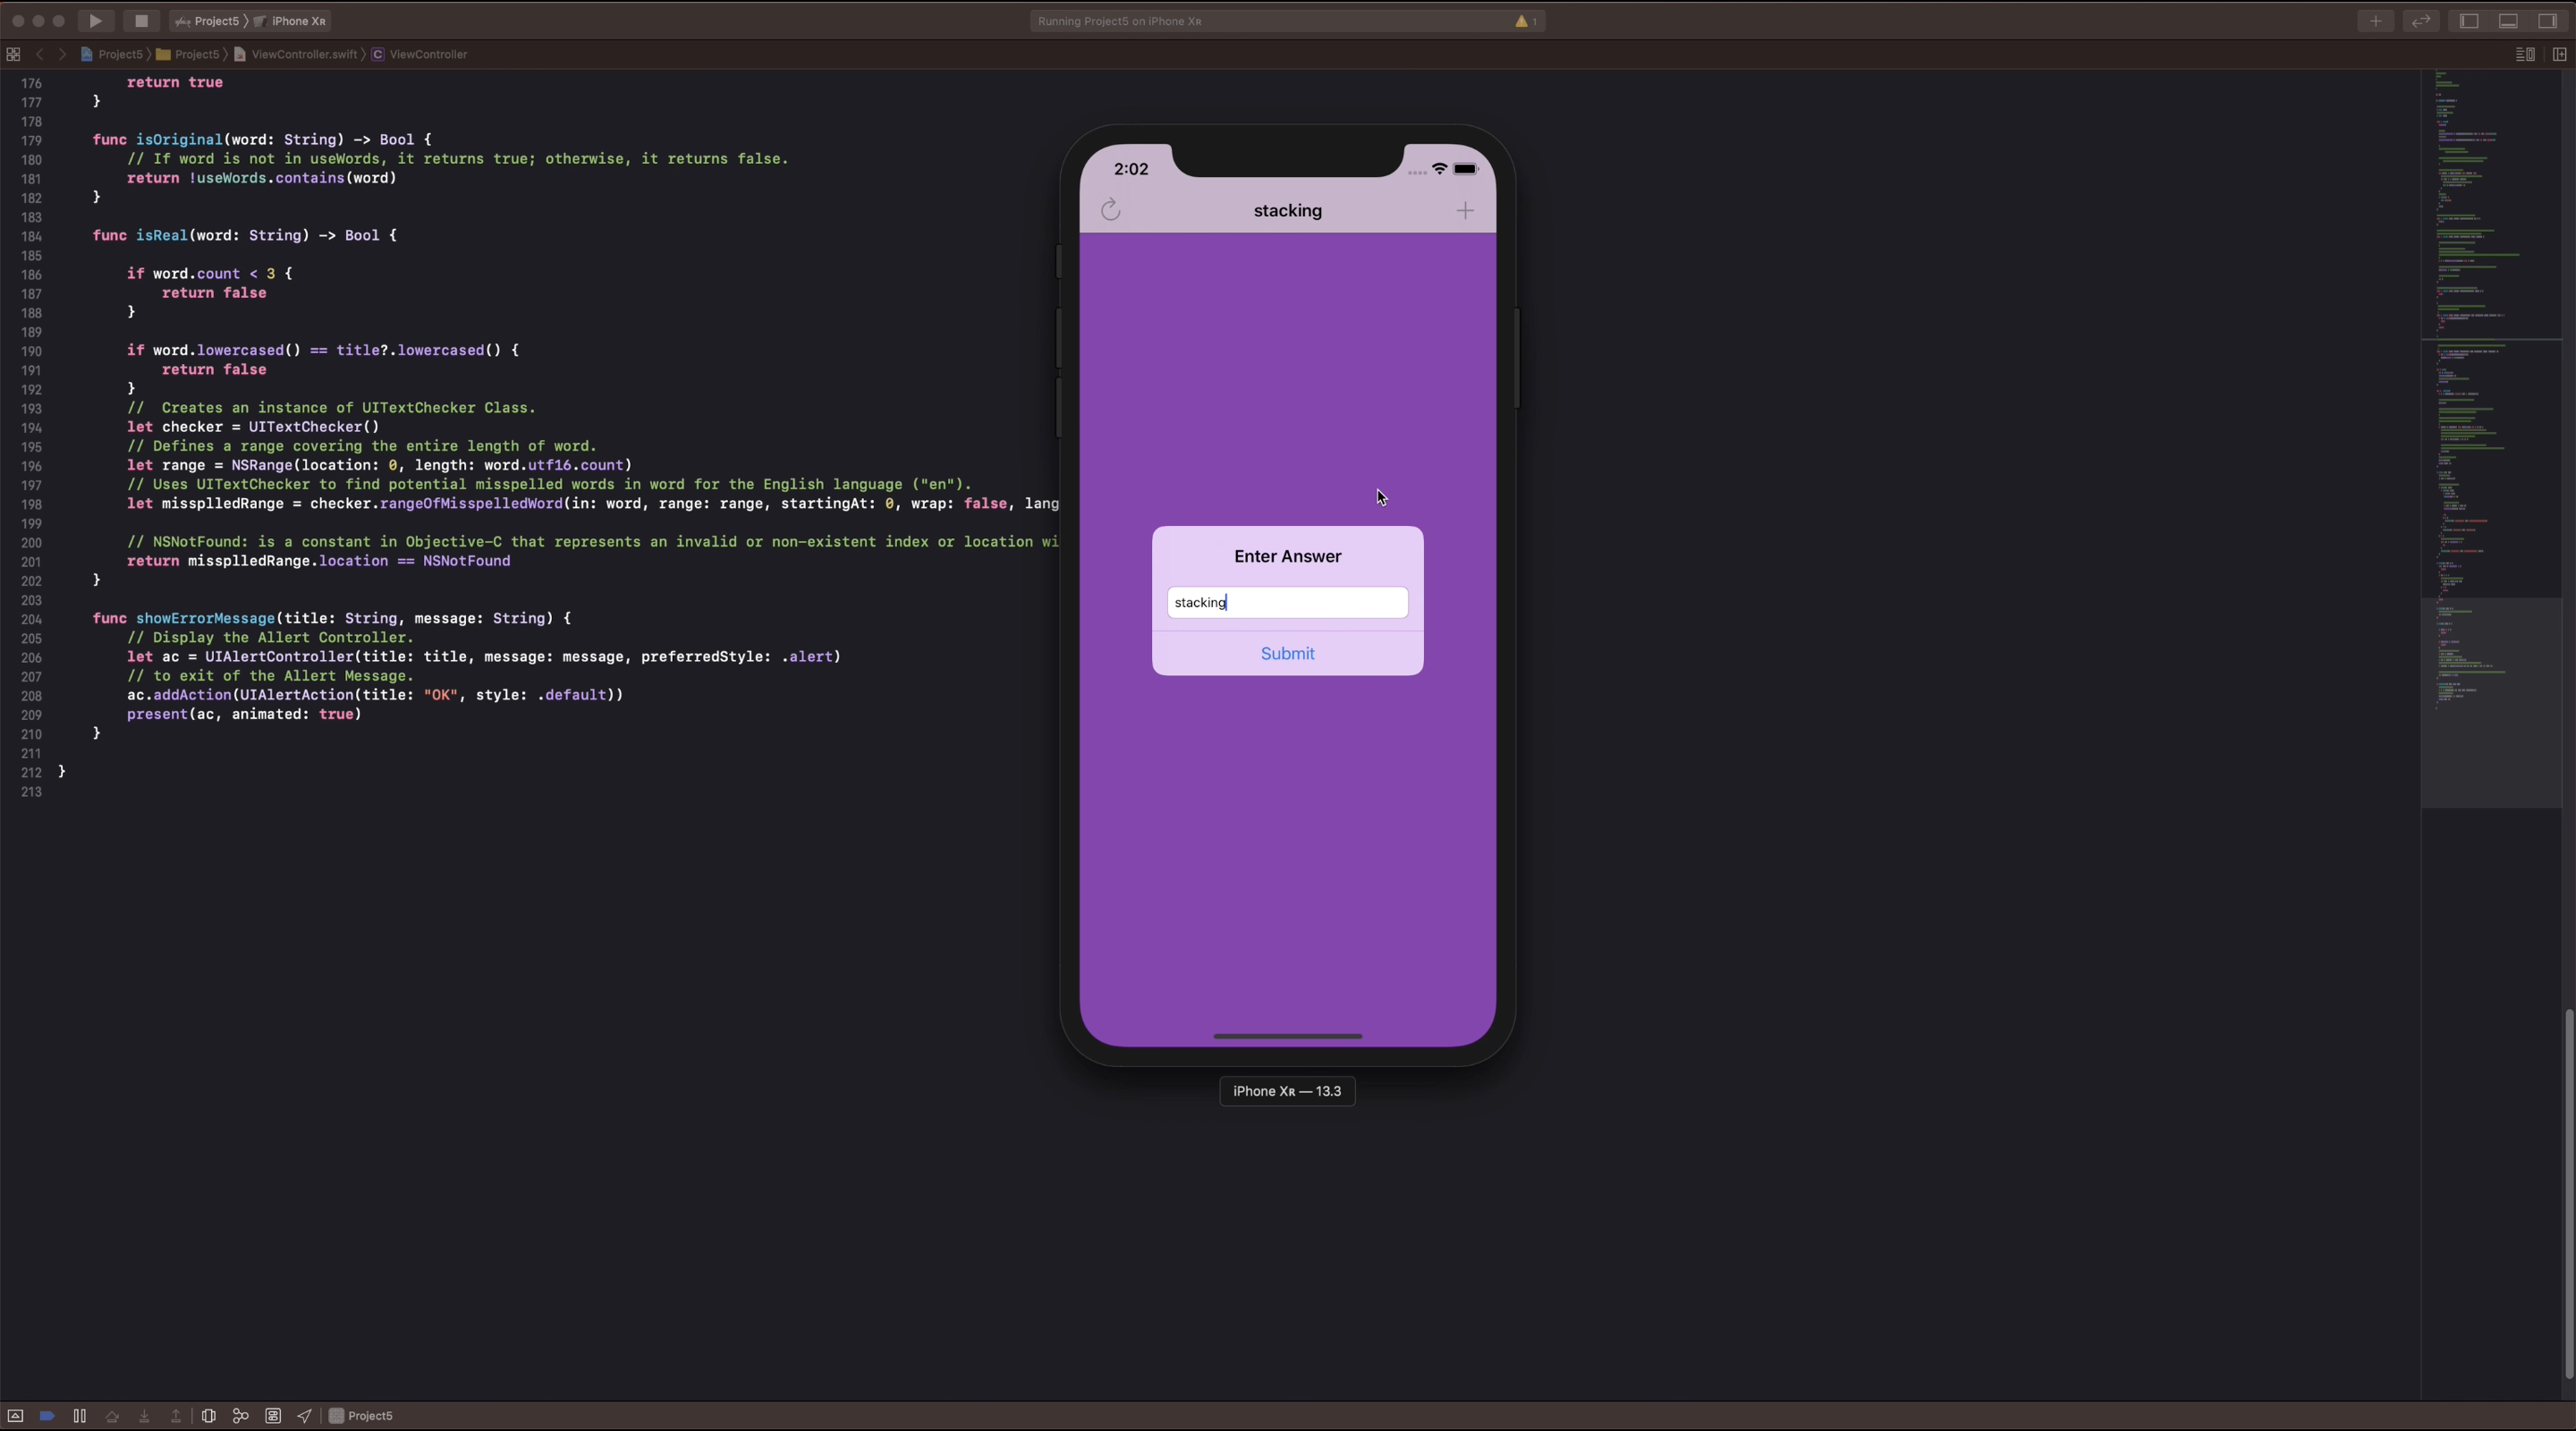 Project5 〉 iPhone Xʀ
Running Project5 on iPhone Xʀ
1
Project5 〉 Project5 〉 ViewController.swift 〉 C ViewController
176 return true
177 }
178
179 func isOriginal(word: String) -> Bool {
180 // If word is not in useWords, it returns true; otherwise, it returns false.
181 return !useWords.contains(word)
182 }
183
184 func isReal(word: String) -> Bool {
185
186 if word.count < 3 {
187 return false
188 }
189
190 if word.lowercased() == title?.lowercased() {
191 return false
192 }
193 //  Creates an instance of UITextChecker Class.
194 let checker = UITextChecker()
195 // Defines a range covering the entire length of word.
196 let range = NSRange(location: 0, length: word.utf16.count)
197 // Uses UITextChecker to find potential misspelled words in word for the English language ("en").
198 let missplledRange = checker.rangeOfMisspelledWord(in: word, range: range, startingAt: 0, wrap: false, lang
199
200 // NSNotFound: is a constant in Objective-C that represents an invalid or non-existent index or location wi
201 return missplledRange.location == NSNotFound
202 }
203
204 func showErrorMessage(title: String, message: String) {
205 // Display the Allert Controller.
206 let ac = UIAlertController(title: title, message: message, preferredStyle: .alert)
207 // to exit of the Allert Message.
208 ac.addAction(UIAlertAction(title: "OK", style: .default))
209 present(ac, animated: true)
210 }
211
212 }
213
2:02
stacking
Enter Answer
stacking
Submit
iPhone Xʀ — 13.3
Project5